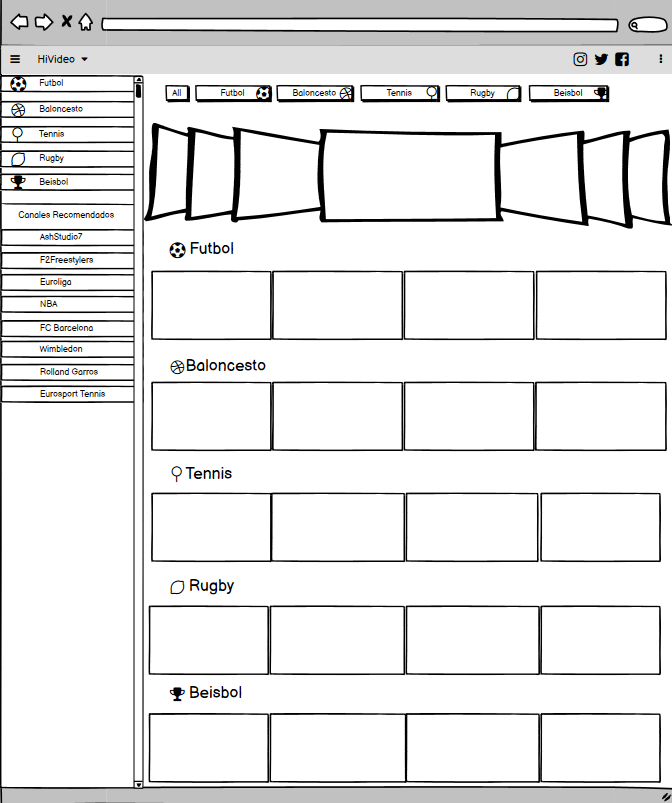 HiVideo
Futbol
Baloncesto
Tennis
Rugby
Beisbol
Canales Recomendados
AshStudio7
F2Freestylers
Euroliga
NBA
FC Barcelona
Wimbledon
Rolland Garros
Eurosport Tennis
All Futbol Baloncesto Tennis Rugby Beisbol
Futbol
Baloncesto
Tennis
Rugby
Beisbol